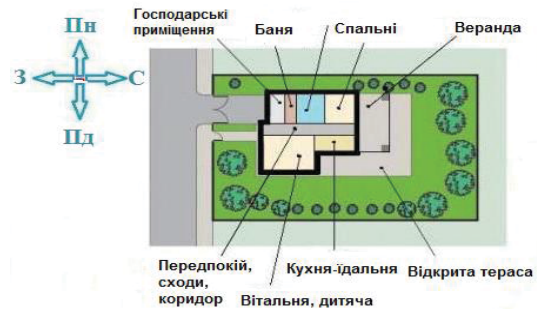 Пн
З
С
Пд
Господарські
приміщення
Баня
Спальні
Веранда
Передпокій,
сходи,
коридор
Вітальня, дитяча
Кухня-їдальня
Відкрита тераса